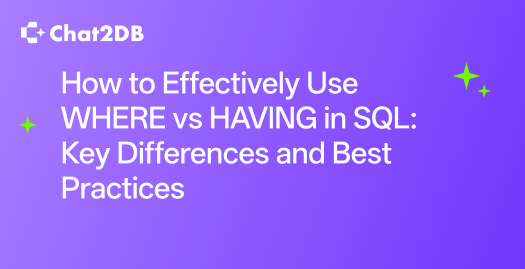 Chat2DB
How to Effectively Use
WHERE vs HAVING in SQL:
Key Differences and Best
Practices